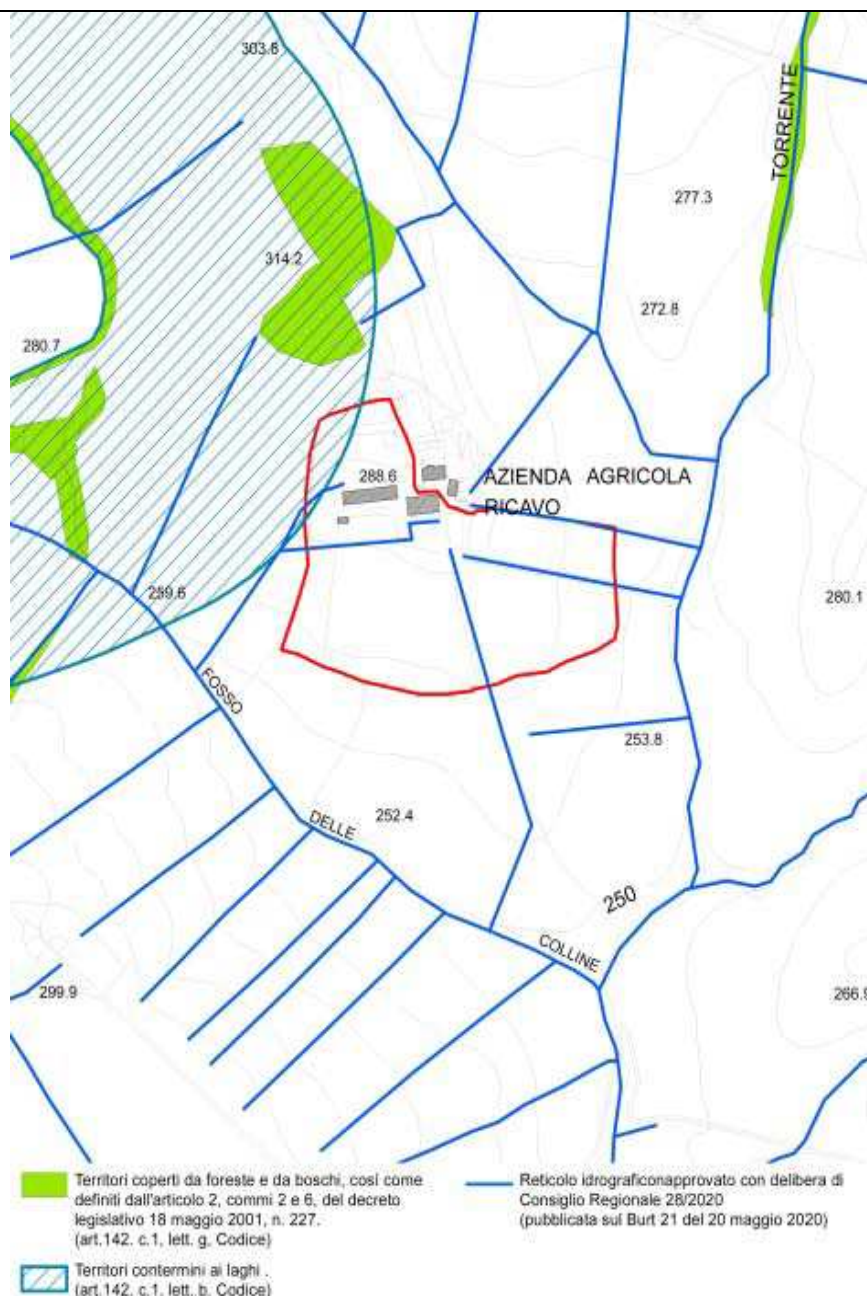 303.8
TORRENTE
277.3
314.2
272.8
280.7
288.6
AZIENDA AGRICOLA
RICAVO
280.1
259.6
FOSSO
253.8
252.4
DELLE
250
COLLINE
299.9
266.9
Territori coperti da foreste e da boschi, così come
definiti dall'articolo 2, commi 2 e 6, del decreto
legislativo 18 maggio 2001, n. 227.
(art.142. c.1, lett. g, Codice)
Reticolo idrograficonapprovato con delibera di
Consiglio Regionale 28/2020
(pubblicata sul Burt 21 del 20 maggio 2020)
Territori contermini ai laghi .
(art.142. c.1, lett. b, Codice)